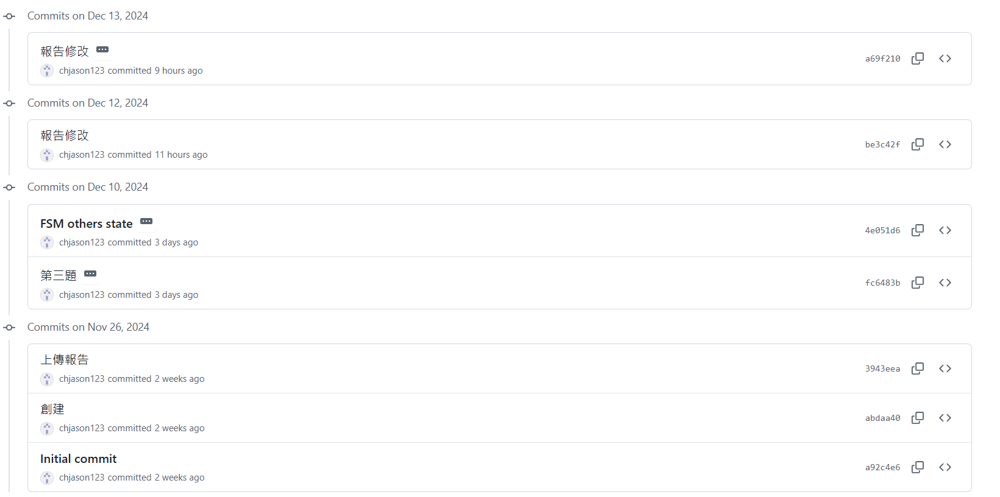 Commits on Dec 13, 2024
報告修改
chjason123 committed 9 hours ago
a69f210
Commits on Dec 12, 2024
報告修改
chjason123 committed 11 hours ago
be3c42f
Commits on Dec 10, 2024
FSM others state
chjason123 committed 3 days ago
4e051d6
第三題
chjason123 committed 3 days ago
fc6483b
Commits on Nov 26, 2024
上傳報告
chjason123 committed 2 weeks ago
3943eea
創建
chjason123 committed 2 weeks ago
abdaa40
Initial commit
chjason123 committed 2 weeks ago
a92c4e6